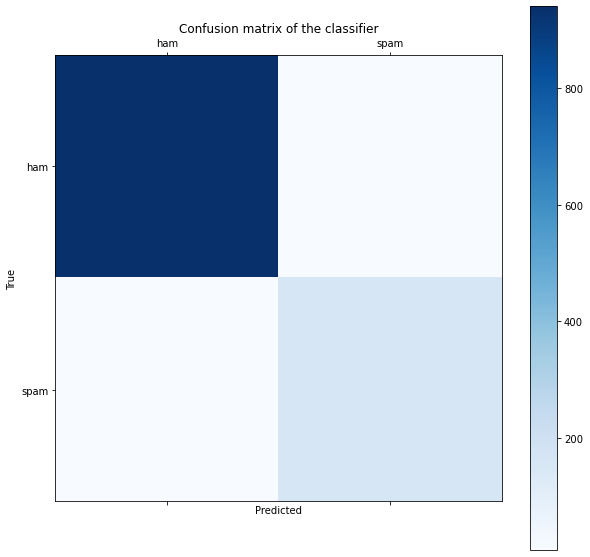 Confusion matrix of the classifier
ham spam
800
ham
600
True
400
spam
200
Predicted